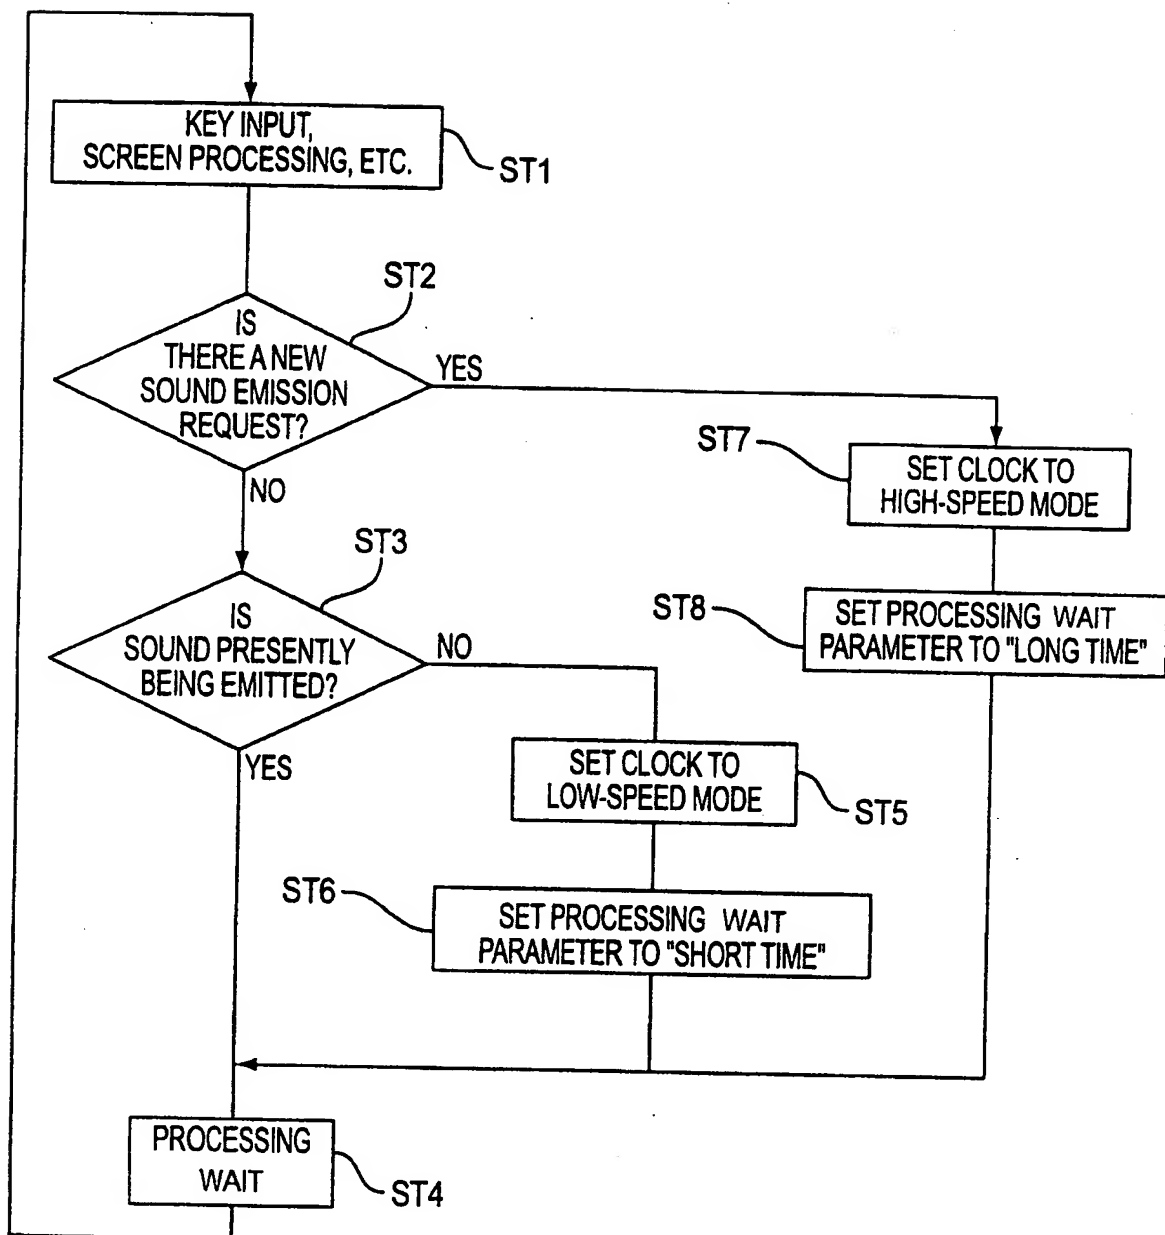 KEY INPUT,
SCREEN PROCESSING, ETC.
ST1
ST2
IS
THERE A NEW
SOUND EMISSION
REQUEST?
YES
NO
ST7
SET CLOCK TO
HIGH-SPEED MODE
ST3
IS
SOUND PRESENTLY
BEING EMITTED?
NO
YES
ST8
SET PROCESSING WAIT
PARAMETER TO "LONG TIME"
SET CLOCK TO
LOW-SPEED MODE
ST5
ST6
SET PROCESSING WAIT
PARAMETER TO "SHORT TIME"
PROCESSING
WAIT
ST4